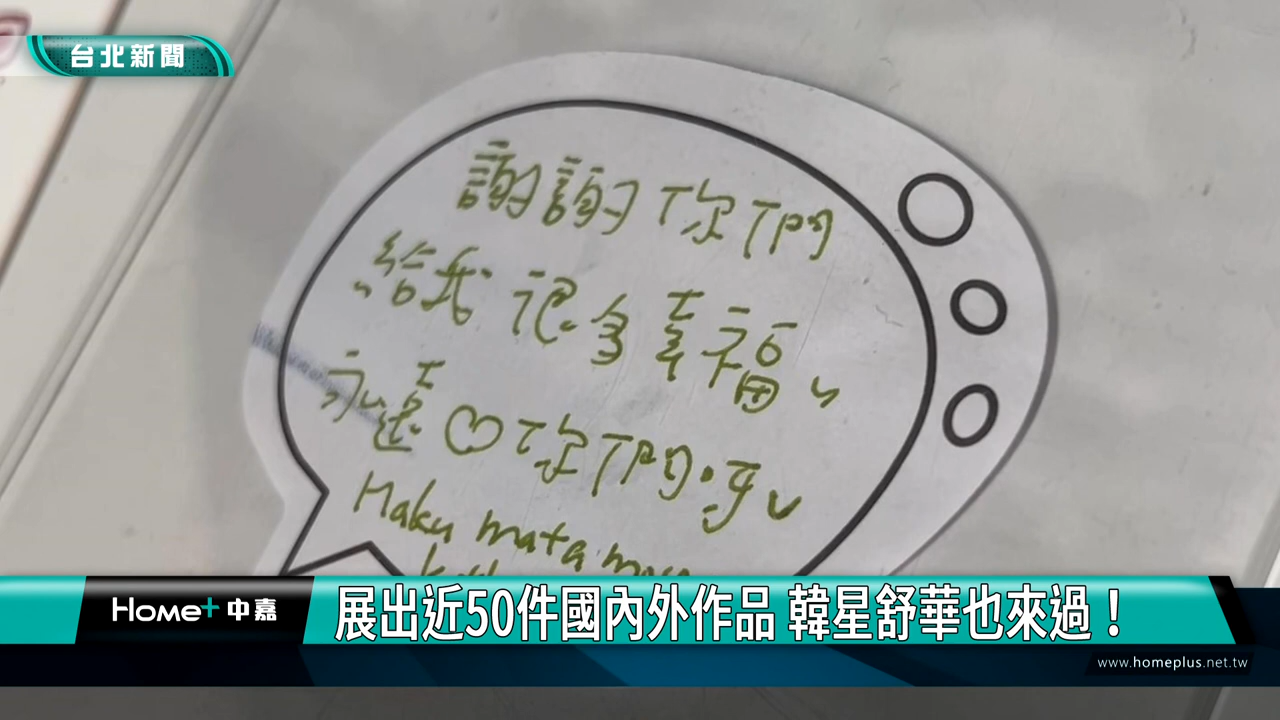 台北新聞
謝謝你們
給我很多幸福、
永遠♡你們呀
Haku mata
Home+ 中嘉
展出近50件國內外作品 韓星舒華也來過！
www.homeplus.net.tw